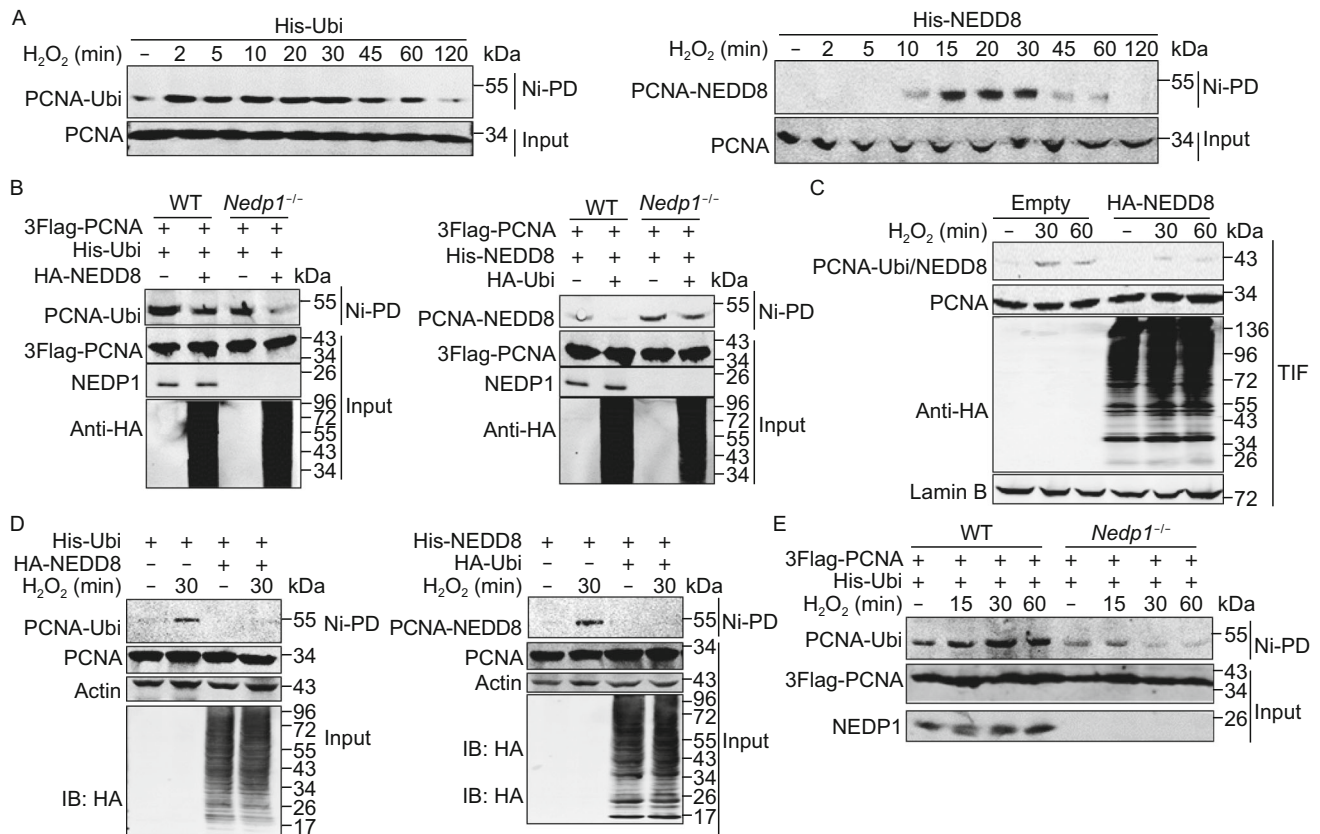 A
His-Ubi
H₂O₂ (min) – 2 5 10 20 30 45 60 120 kDa
PCNA-Ubi 55 Ni-PD
PCNA 34 Input
His-NEDD8
H₂O₂ (min) – 2 5 10 15 20 30 45 60 120 kDa
PCNA-NEDD8 55 Ni-PD
PCNA 34 Input
B
WT Nedp1–/–
3Flag-PCNA + + + +
His-Ubi + + + +
HA-NEDD8 – + – + kDa
PCNA-Ubi 55 Ni-PD
3Flag-PCNA 43
34
NEDP1 26
Anti-HA 96
72
55
43
34
Input
WT Nedp1–/–
3Flag-PCNA + + + +
His-NEDD8 + + + +
HA-Ubi – + – + kDa
PCNA-NEDD8 55 Ni-PD
3Flag-PCNA 43
34
NEDP1 26
Anti-HA 96
72
55
43
34
Input
C
Empty HA-NEDD8
H₂O₂ (min) – 30 60 – 30 60 kDa
PCNA-Ubi/NEDD8 43
PCNA 34
Anti-HA 136
96
72
55
43
34
26
Lamin B 72
TIF
D
His-Ubi + + + +
HA-NEDD8 – – + +
H₂O₂ (min) – 30 – 30 kDa
PCNA-Ubi 55 Ni-PD
PCNA 34
Actin 43
IB: HA 96
72
55
43
34
26
17
Input
His-NEDD8 + + + +
HA-Ubi – – + +
H₂O₂ (min) – 30 – 30 kDa
PCNA-NEDD8 55 Ni-PD
PCNA 34
Actin 43
IB: HA
IB: HA
96
72
55
43
34
26
17
Input
E
WT Nedp1–/–
3Flag-PCNA + + + + + + + +
His-Ubi + + + + + + + +
H₂O₂ (min) – 15 30 60 – 15 30 60 kDa
PCNA-Ubi 55 Ni-PD
3Flag-PCNA 43
34
NEDP1 26
Input